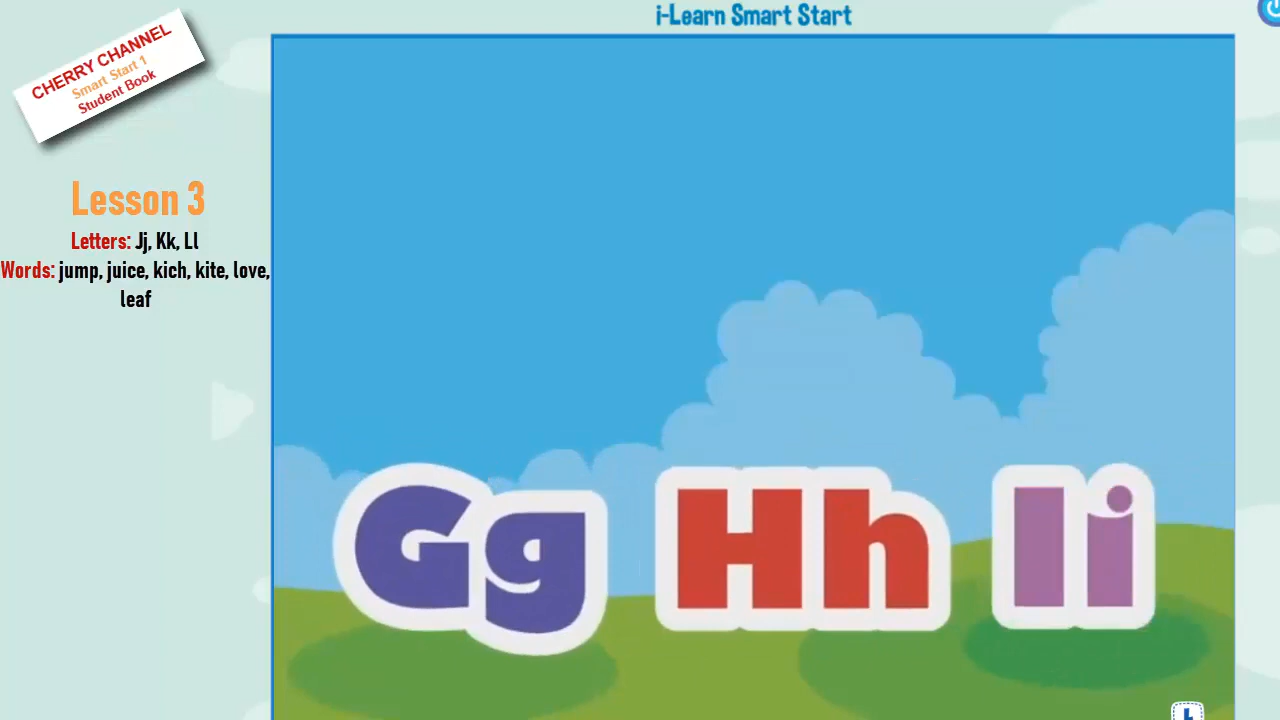 i-Learn Smart Start
CHERRY CHANNEL
Smart Start 1
Student Book
Lesson 3
Letters: Jj, Kk, Ll
Words: jump, juice, kich, kite, love,
leaf
Gg Hh Ii
L